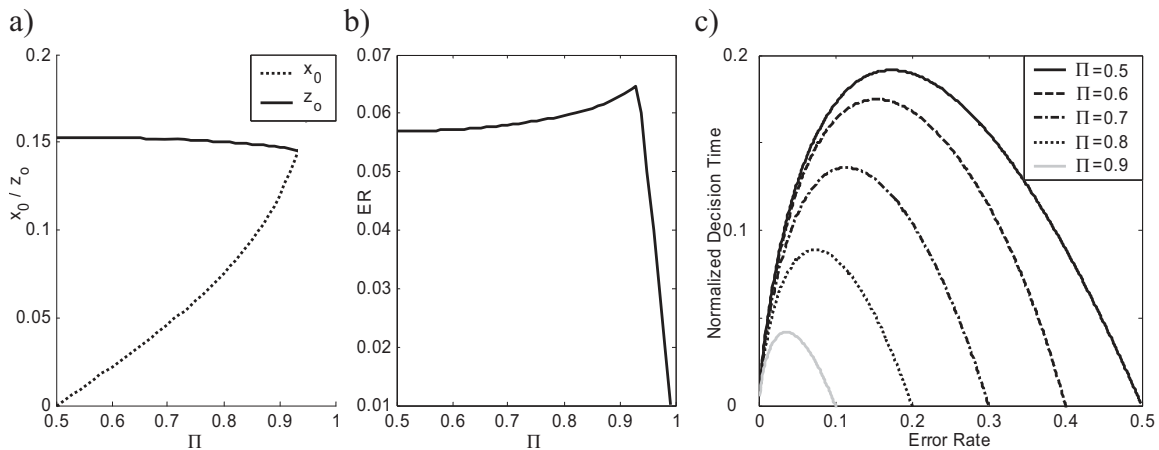 a)
0.2
0.15
0.1
0.05
0
x₀ / z₀
x₀
z₀
0.5 0.6 0.7 0.8 0.9 1
Π
b)
0.07
0.06
0.05
0.04
0.03
0.02
0.01
ER
0.5 0.6 0.7 0.8 0.9 1
Π
c)
0.20
0.1
0
Normalized Decision Time
Π=0.5
Π=0.6
Π=0.7
Π=0.8
Π=0.9
0 0.1 0.2 0.3 0.4 0.5
Error Rate